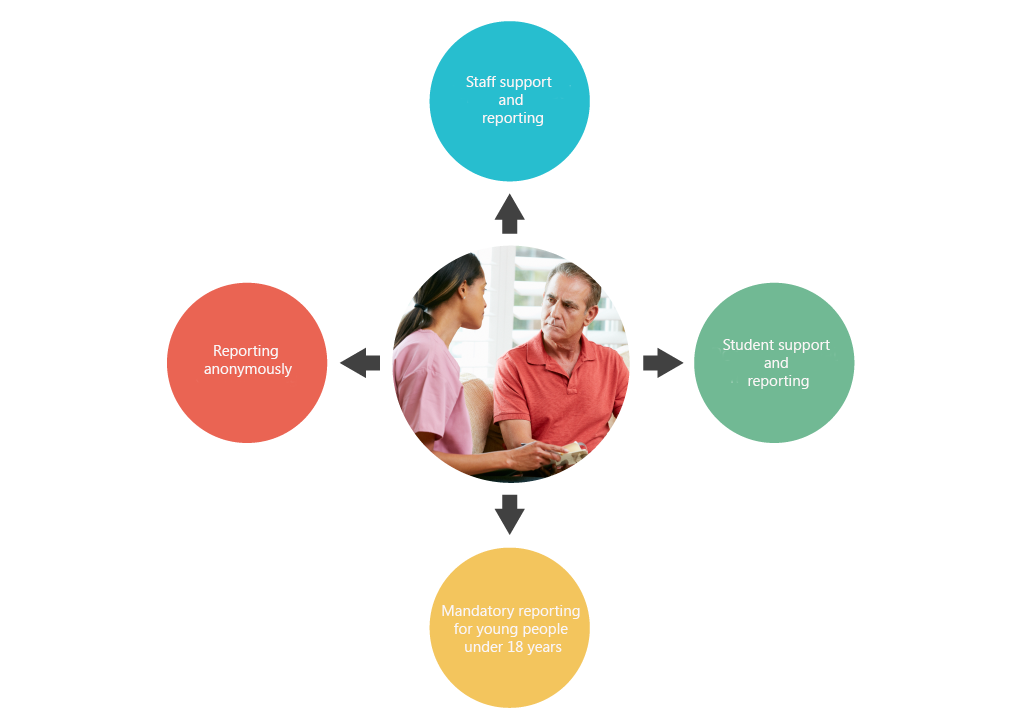 Staff support
and
reporting
Reporting
anonymously
Student support
and
reporting
Mandatory reporting
for young people
under 18 years